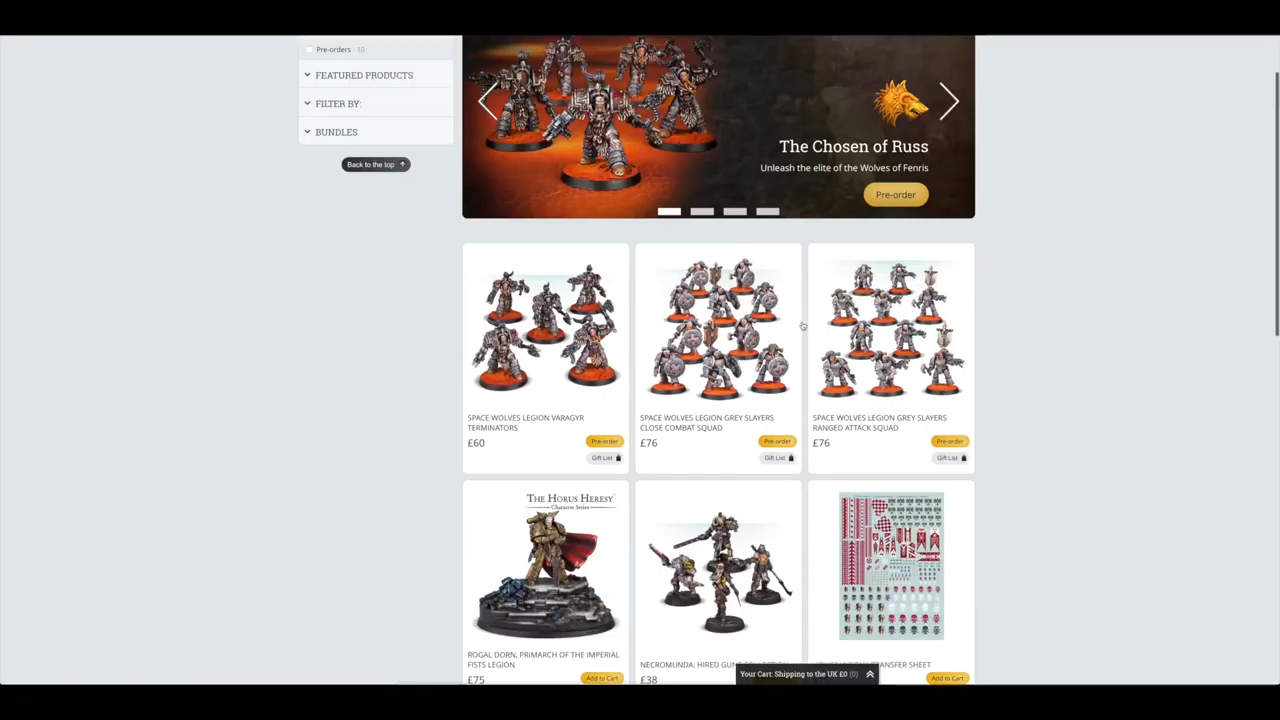 Pre-orders - 10
FEATURED PRODUCTS
FILTER BY:
BUNDLES
Back to the top
The Chosen of Russ
Unleash the elite of the Wolves of Fenris
Pre-order
SPACE WOLVES LEGION VARAGYR
TERMINATORS
£60
Pre-order
Gift List
SPACE WOLVES LEGION GREY SLAYERS
CLOSE COMBAT SQUAD
£76
Pre-order
Gift List
SPACE WOLVES LEGION GREY SLAYERS
RANGED ATTACK SQUAD
£76
Pre-order
Gift List
THE HORUS HERESY
Character Series
ROGAL DORN, PRIMARCH OF THE IMPERIAL
FISTS LEGION
£75
Add to Cart
NECROMUNDA: HIRED
£38
TRANSFER SHEET
Add to Cart
Your Cart: Shipping to the UK £0 (0)